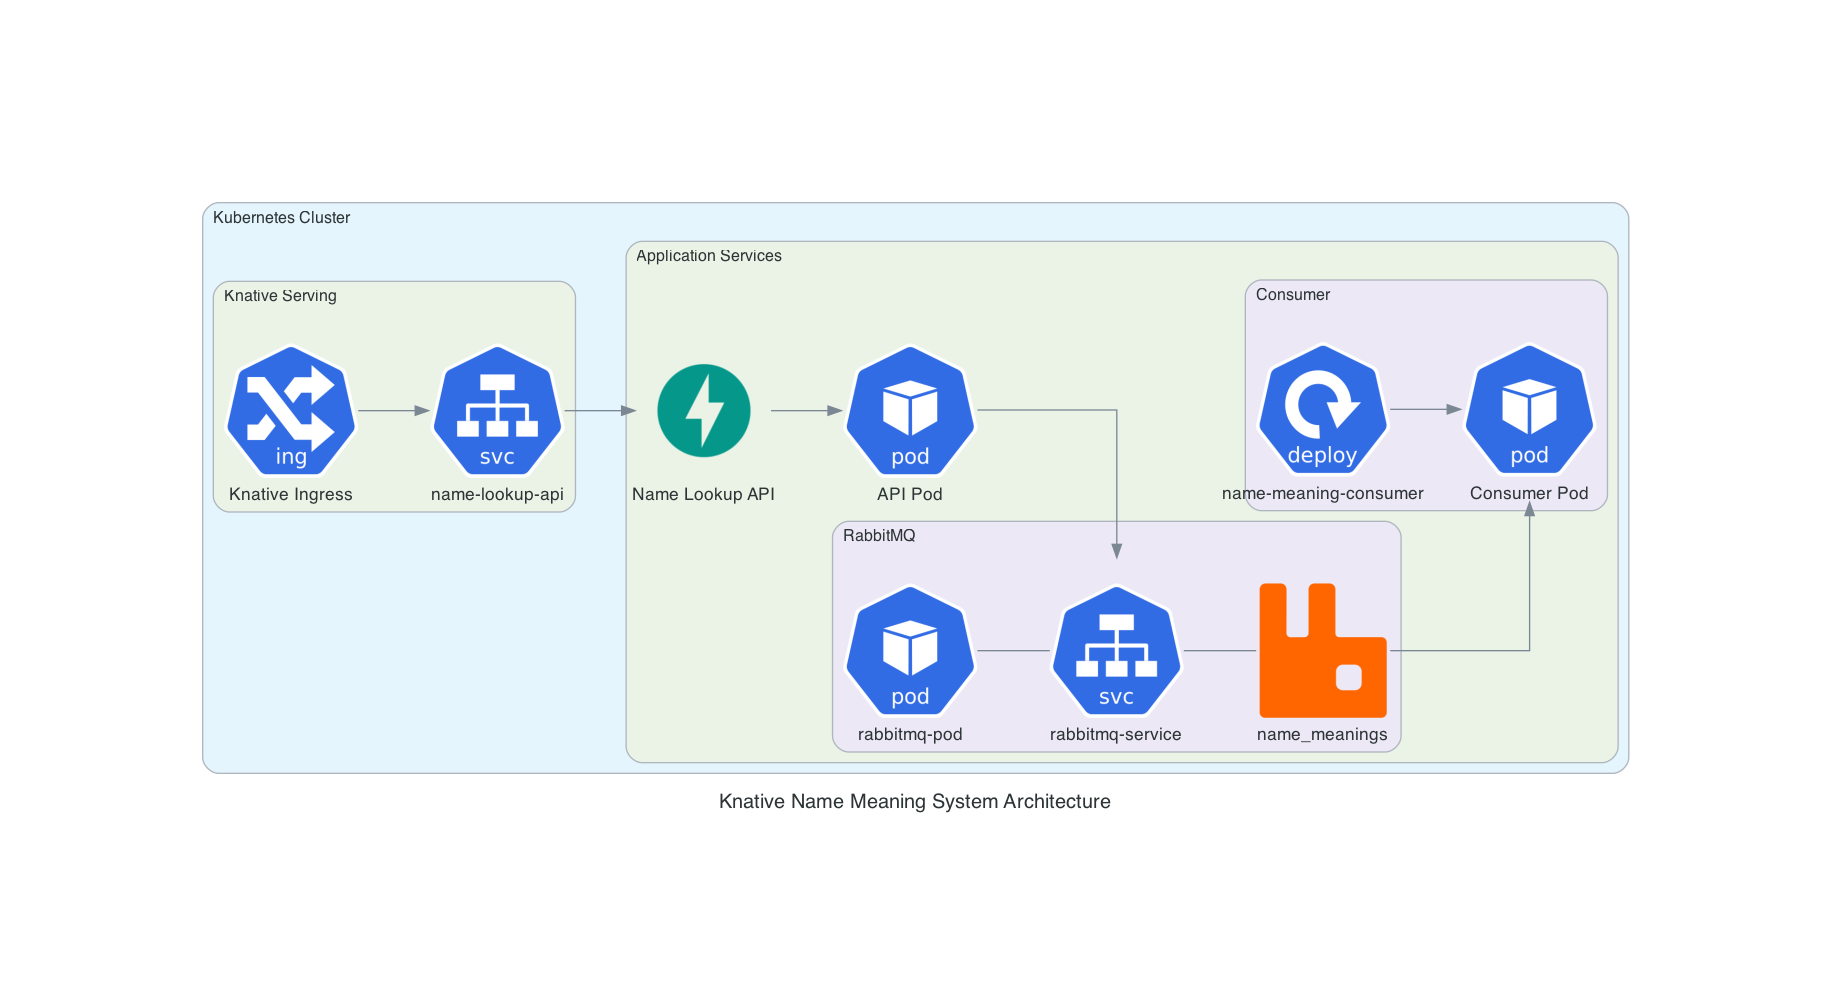 Kubernetes Cluster
Application Services
Knative Serving
Consumer
ing
svc
pod
deploy
pod
Knative Ingress
name-lookup-api
Name Lookup API
API Pod
name-meaning-consumer
Consumer Pod
RabbitMQ
pod
svc
rabbitmq-pod
rabbitmq-service
name_meanings
Knative Name Meaning System Architecture